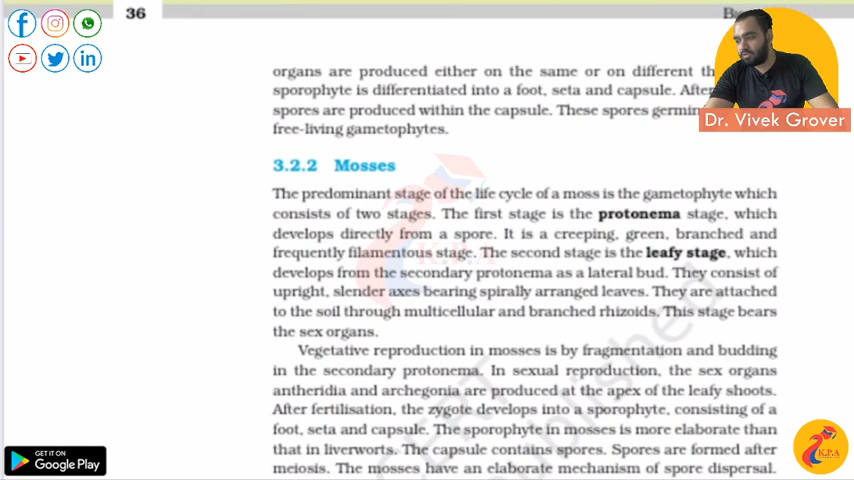 36
organs are produced either on the same or on different
sporophyte is differentiated into a foot, seta and capsule. After
spores are produced within the capsule. These spores
free-living gametophytes.
Dr. Vivek Grover
3.2.2 Mosses
The predominant stage of the life cycle of a moss is the gametophyte which
consists of two stages. The first stage is the protonema stage, which
develops directly from a spore. It is a creeping, green, branched and
frequently filamentous stage. The second stage is the leafy stage, which
develops from the secondary protonema as a lateral bud. They consist of
upright, slender axes bearing spirally arranged leaves. They are attached
to the soil through multicellular and branched rhizoids. This stage bears
the sex organs.
Vegetative reproduction in mosses is by fragmentation and budding
in the secondary protonema. In sexual reproduction, the sex organs
antheridia and archegonia are produced at the apex of the leafy shoots.
After fertilisation, the zygote develops into a sporophyte, consisting of a
foot, seta and capsule. The sporophyte in mosses is more elaborate than
that in liverworts. The capsule contains spores. Spores are formed after
meiosis. The mosses have an elaborate mechanism of spore dispersal.
GET IT ON
Google Play
K.P.A